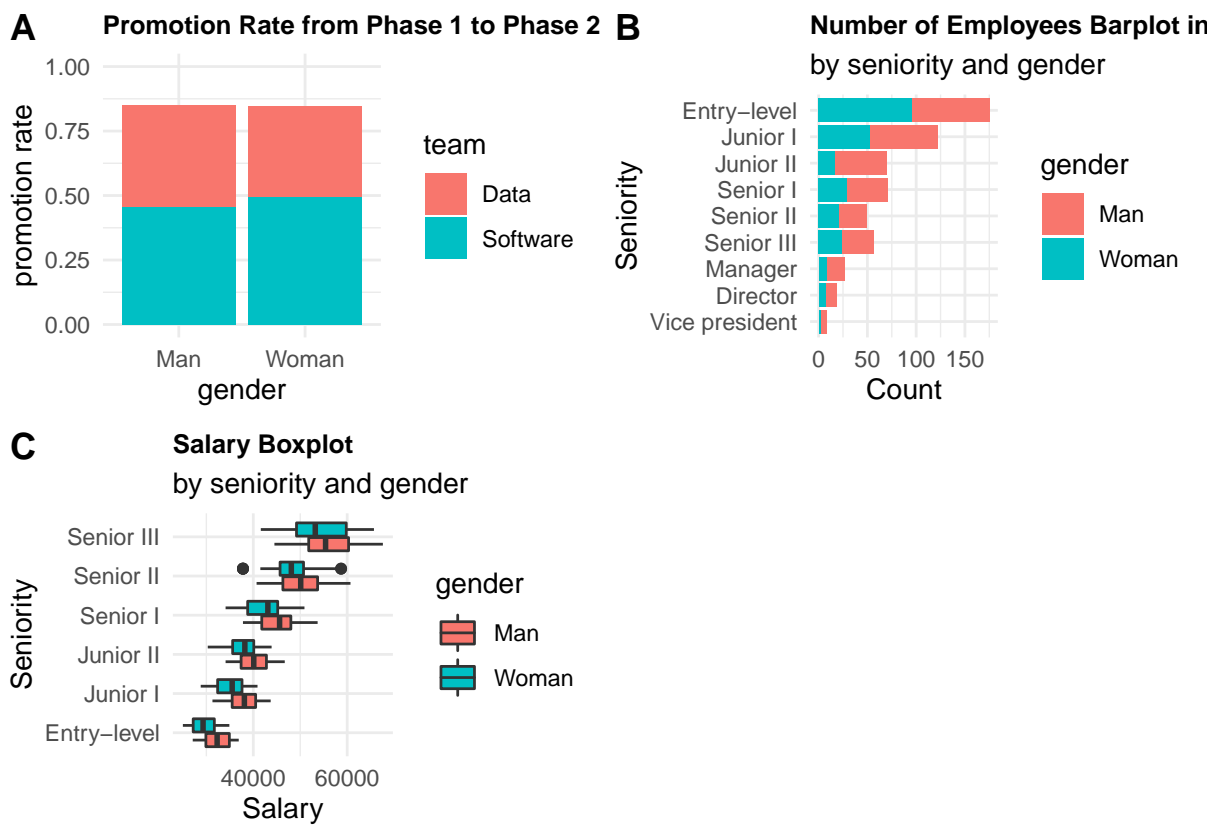 A
Promotion Rate from Phase 1 to Phase 2
1.00
0.75
0.50
0.25
0.00
promotion rate
Man
Woman
gender
team
Data
Software
B
Number of Employees Barplot in
by seniority and gender
Seniority
Entry−level
Junior I
Junior II
Senior I
Senior II
Senior III
Manager
Director
Vice president
0
50
100
150
Count
gender
Man
Woman
C
Salary Boxplot
by seniority and gender
Seniority
Senior III
Senior II
Senior I
Junior II
Junior I
Entry−level
40000
60000
Salary
gender
Man
Woman